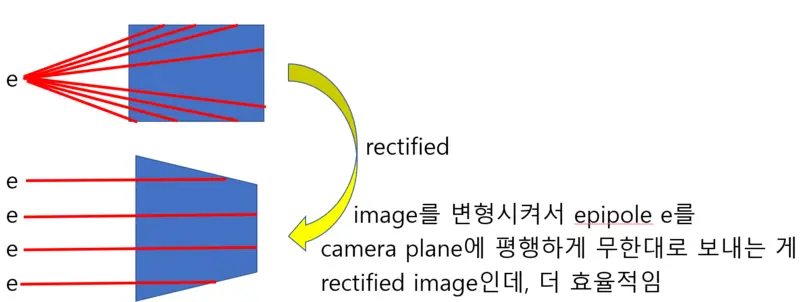 e
rectified
e
e
e
e
image를 변형시켜서 epipole e를
camera plane에 평행하게 무한대로 보내는 게
rectified image인데, 더 효율적임